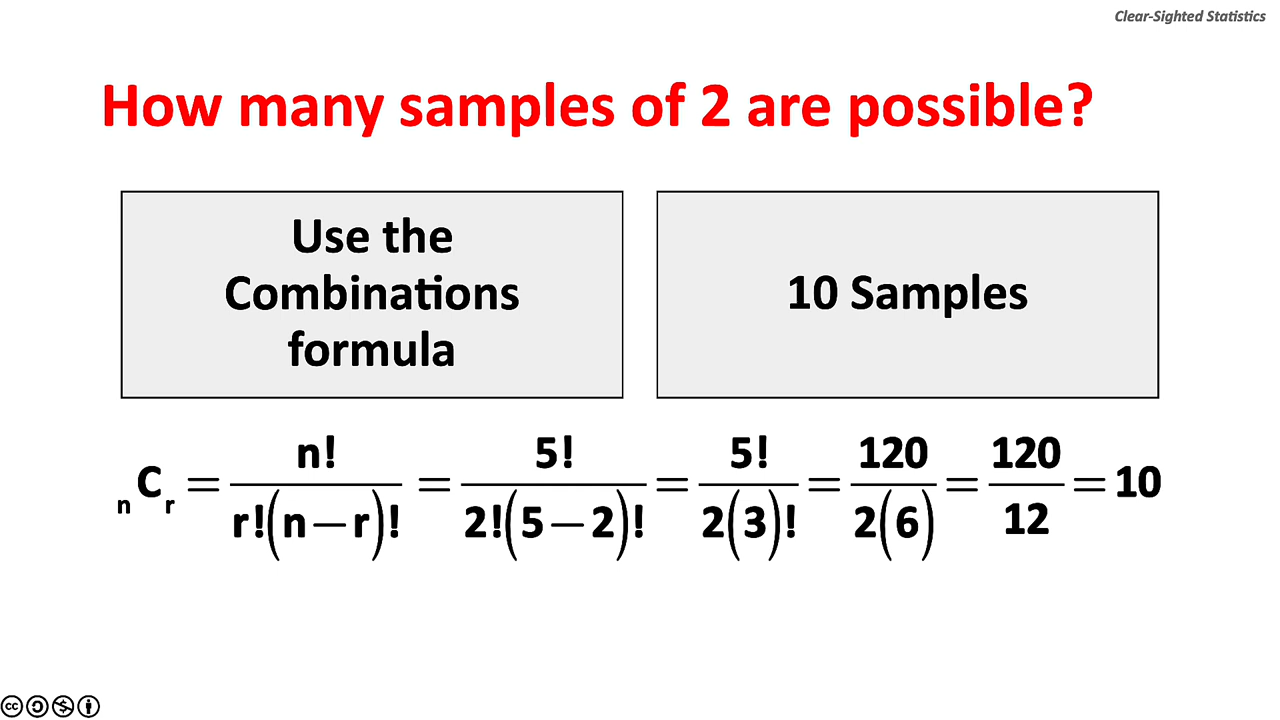 Clear-Sighted Statistics
How many samples of 2 are possible?
Use the
Combinations
formula
10 Samples
nCr = n! / r!(n − r)! = 5! / 2!(5 − 2)! = 5! / 2(3)! = 120 / 2(6) = 120 / 12 = 10
cc